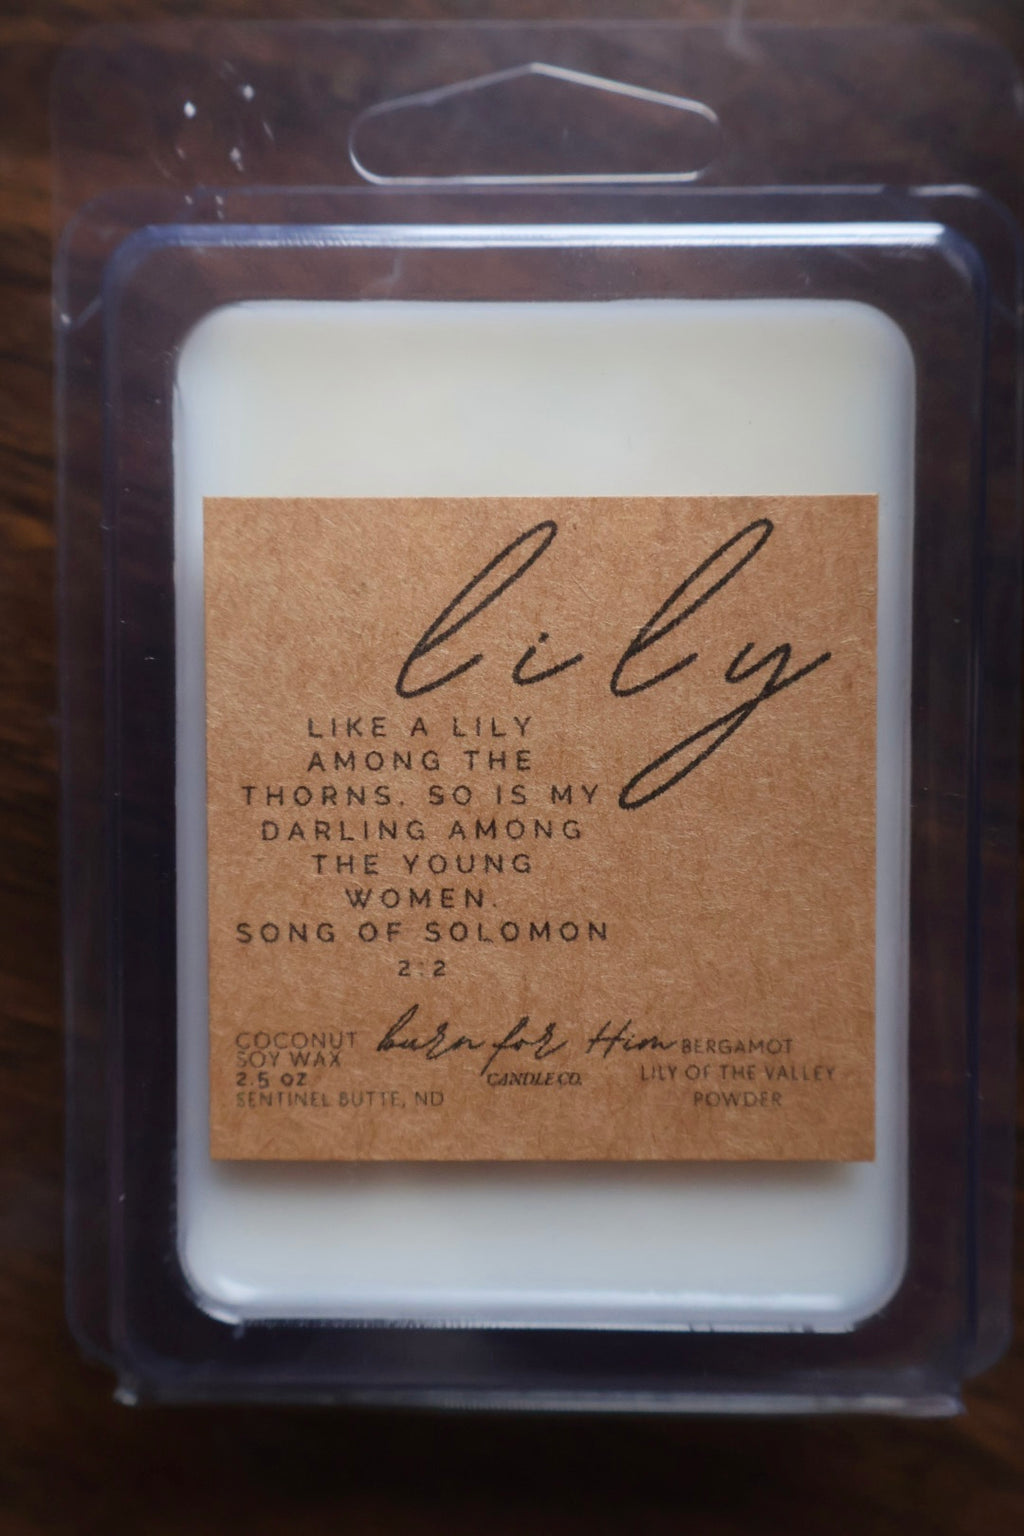 lily
LIKE A LILY
AMONG THE
THORNS. SO IS MY
DARLING AMONG
THE YOUNG
WOMEN.
SONG OF SOLOMON
2:2
COCONUT
SOY WAX
2.5 OZ
SENTINEL BUTTE, ND
burn for Him
CANDLE CO.
BERGAMOT
LILY OF THE VALLEY
POWDER